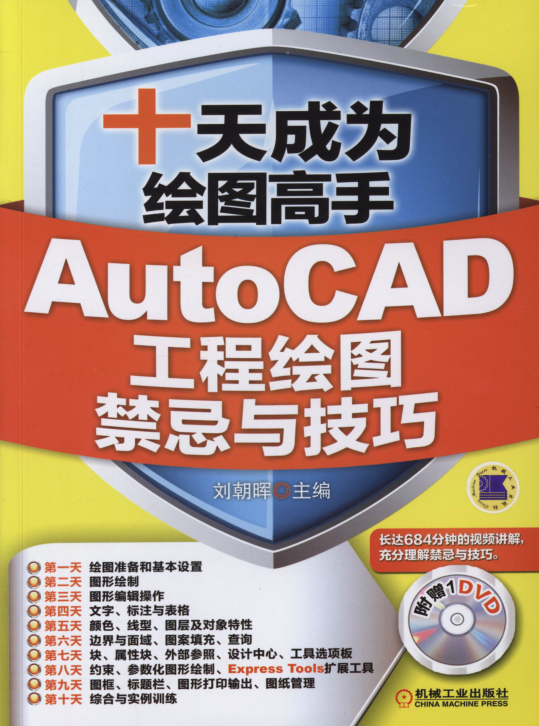 十天成为
绘图高手
AutoCAD
工程绘图
禁忌与技巧
刘朝晖◎主编
长达684分钟的视频讲解,
充分理解禁忌与技巧。
附赠1DVD
第一天 绘图准备和基本设置
第二天 图形绘制
第三天 图形编辑操作
第四天 文字、标注与表格
第五天 颜色、线型、图层及对象特性
第六天 边界与面域、图案填充、查询
第七天 块、属性块、外部参照、设计中心、工具选项板
第八天 约束、参数化图形绘制、Express Tools扩展工具
第九天 图框、标题栏、图形打印输出、图纸管理
第十天 综合与实例训练
机械工业出版社
CHINA MACHINE PRESS